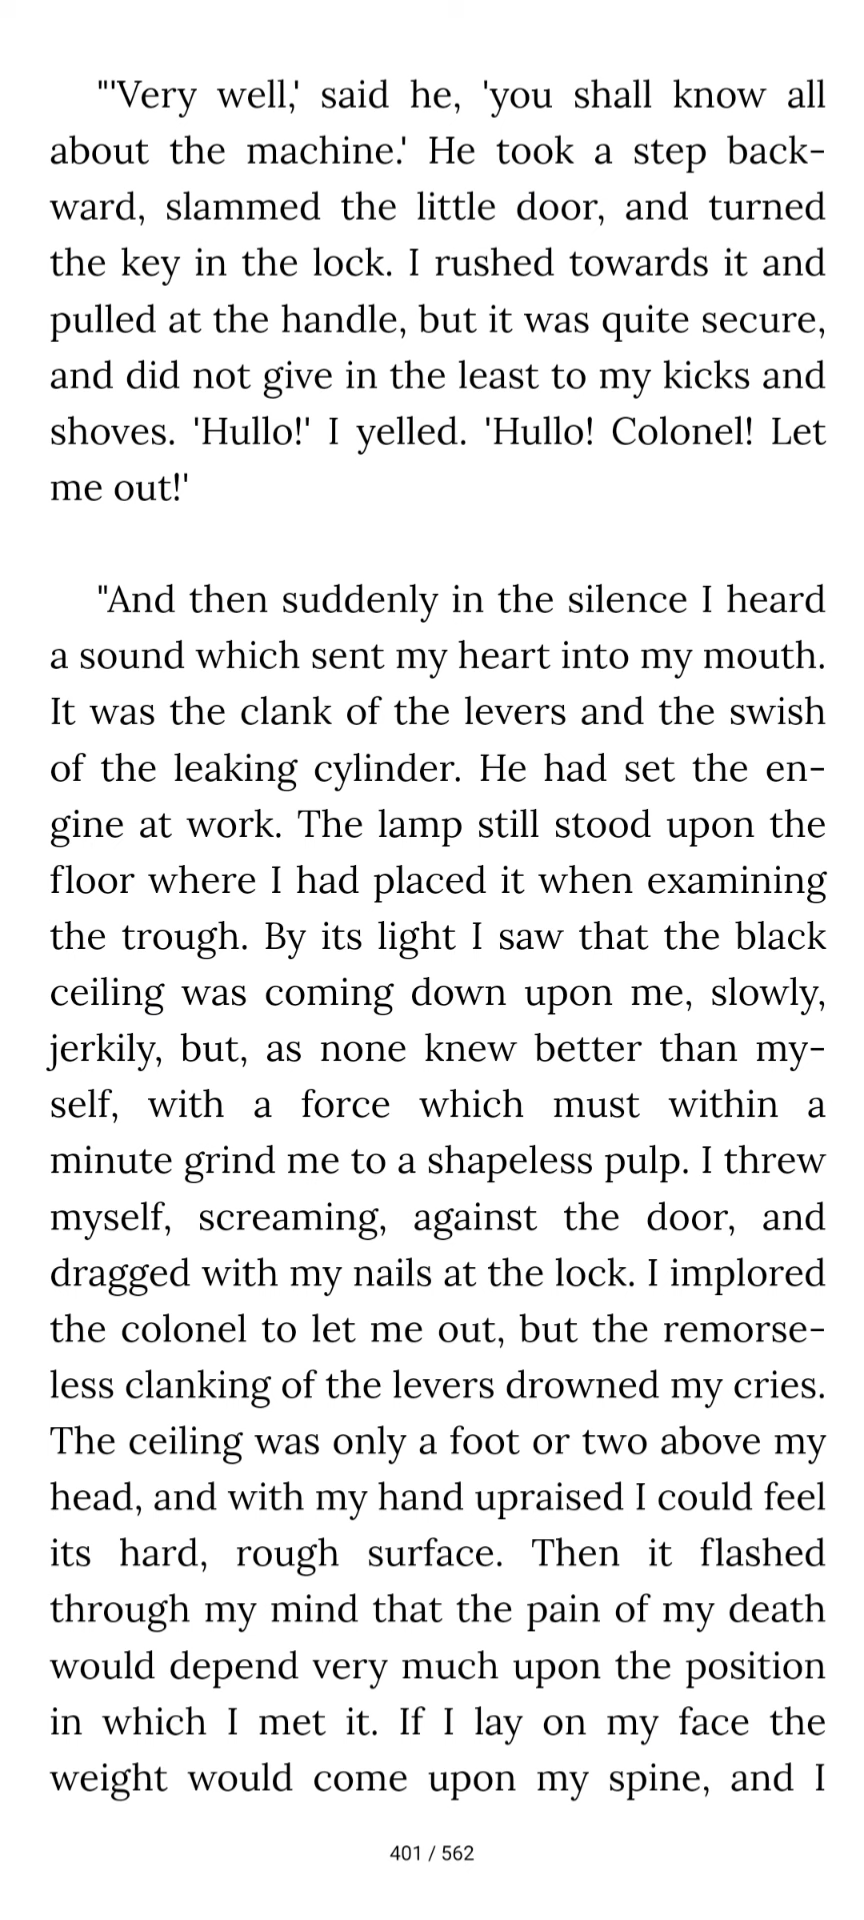 "'Very well,' said he, 'you shall know all
about the machine.' He took a step back-
ward, slammed the little door, and turned
the key in the lock. I rushed towards it and
pulled at the handle, but it was quite secure,
and did not give in the least to my kicks and
shoves. 'Hullo!' I yelled. 'Hullo! Colonel! Let
me out!'
"And then suddenly in the silence I heard
a sound which sent my heart into my mouth.
It was the clank of the levers and the swish
of the leaking cylinder. He had set the en-
gine at work. The lamp still stood upon the
floor where I had placed it when examining
the trough. By its light I saw that the black
ceiling was coming down upon me, slowly,
jerkily, but, as none knew better than my-
self, with a force which must within a
minute grind me to a shapeless pulp. I threw
myself, screaming, against the door, and
dragged with my nails at the lock. I implored
the colonel to let me out, but the remorse-
less clanking of the levers drowned my cries.
The ceiling was only a foot or two above my
head, and with my hand upraised I could feel
its hard, rough surface. Then it flashed
through my mind that the pain of my death
would depend very much upon the position
in which I met it. If I lay on my face the
weight would come upon my spine, and I
401 / 562